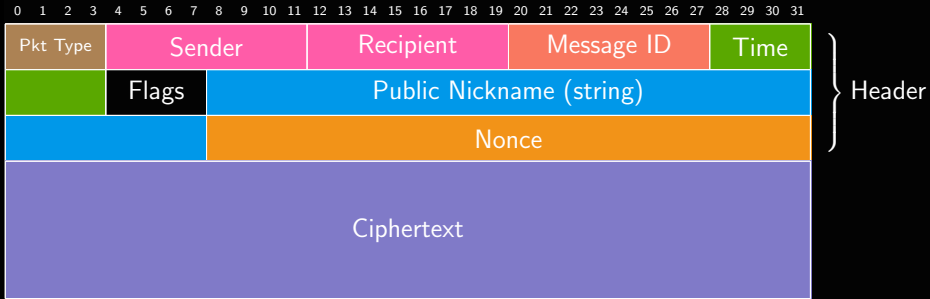 0 1 2 3 4 5 6 7 8 9 10 11 12 13 14 15 16 17 18 19 20 21 22 23 24 25 26 27 28 29 30 31
Pkt Type Sender Recipient Message ID Time
Flags Public Nickname (string) Header
Nonce
Ciphertext